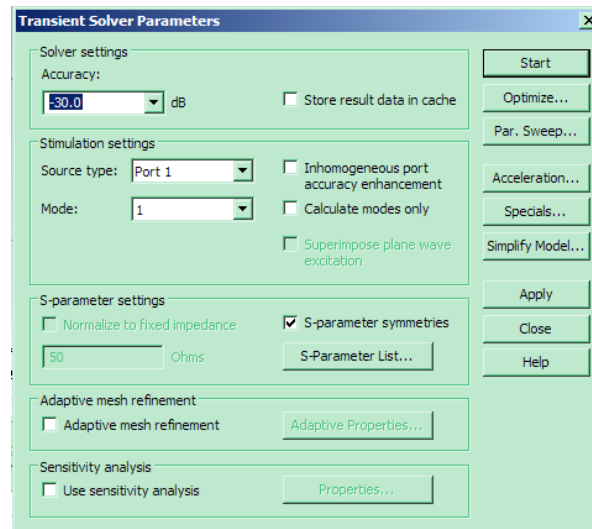 Transient Solver Parameters
Solver settings
Accuracy:
-30.0 dB
Store result data in cache
Stimulation settings
Source type: Port 1
Inhomogeneous port
accuracy enhancement
Mode: 1
Calculate modes only
Superimpose plane wave
excitation
S-parameter settings
Normalize to fixed impedance
S-parameter symmetries
50 Ohms
S-Parameter List...
Adaptive mesh refinement
Adaptive mesh refinement
Adaptive Properties...
Sensitivity analysis
Use sensitivity analysis
Properties...
Start
Optimize...
Par. Sweep...
Acceleration...
Specials...
Simplify Model...
Apply
Close
Help